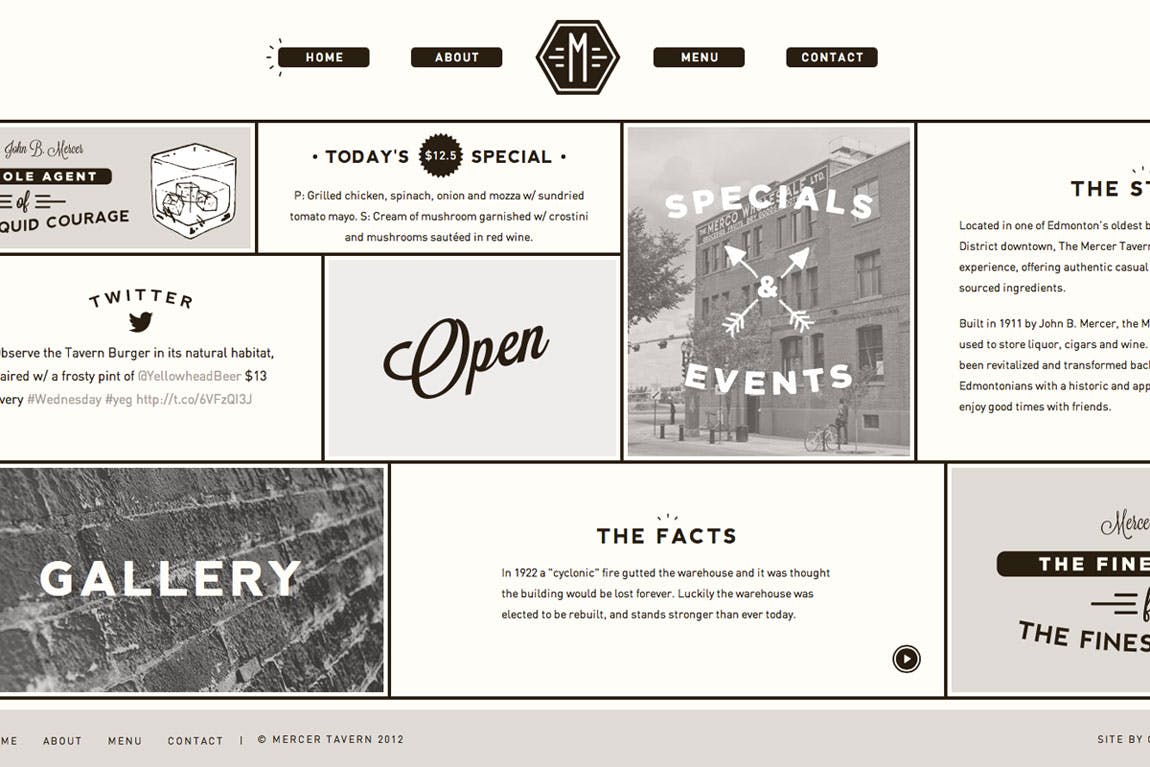 HOME
ABOUT
M
MENU
CONTACT
John B. Mercer
OLE AGENT
of
QUID COURAGE
• TODAY'S $12.5 SPECIAL •
P: Grilled chicken, spinach, onion and mozza w/ sundried
tomato mayo. S: Cream of mushroom garnished w/ crostini
and mushrooms sautéed in red wine.
TWITTER
bserve the Tavern Burger in its natural habitat,
aired w/ a frosty pint of @YellowheadBeer $13
very #Wednesday #yeg http://t.co/6VFzQI3J
Open
SPECIALS
&
EVENTS
THE MERCO WHOLESALE LTD.
THE ST
Located in one of Edmonton's oldest b
District downtown, The Mercer Taver
experience, offering authentic casual
sourced ingredients.
Built in 1911 by John B. Mercer, the M
used to store liquor, cigars and wine.
been revitalized and transformed bac
Edmontonians with a historic and app
enjoy good times with friends.
GALLERY
THE FACTS
In 1922 a "cyclonic" fire gutted the warehouse and it was thought
the building would be lost forever. Luckily the warehouse was
elected to be rebuilt, and stands stronger than ever today.
Merce
THE FINE
f
THE FINES
ME ABOUT MENU CONTACT | © MERCER TAVERN 2012
SITE BY